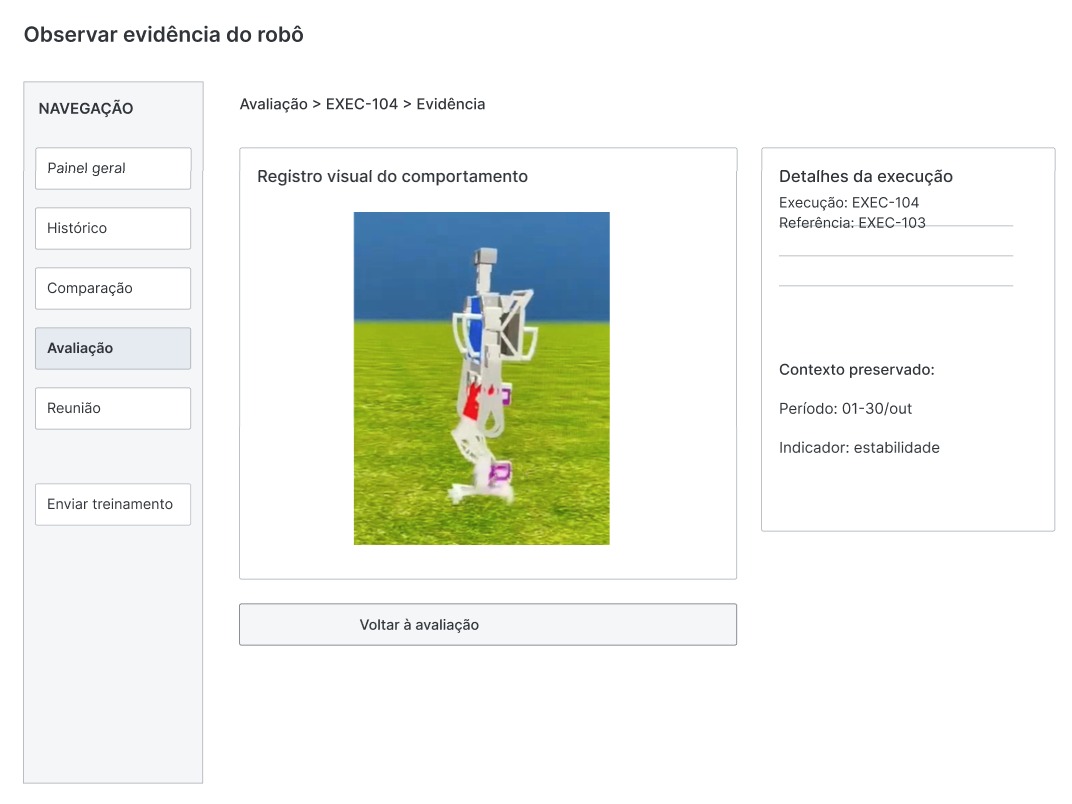 Observar evidência do robô
NAVEGAÇÃO
Painel geral
Histórico
Comparação
Avaliação
Reunião
Enviar treinamento
Avaliação > EXEC-104 > Evidência
Registro visual do comportamento
Voltar à avaliação
Detalhes da execução
Execução: EXEC-104
Referência: EXEC-103
Contexto preservado:
Período: 01-30/out
Indicador: estabilidade